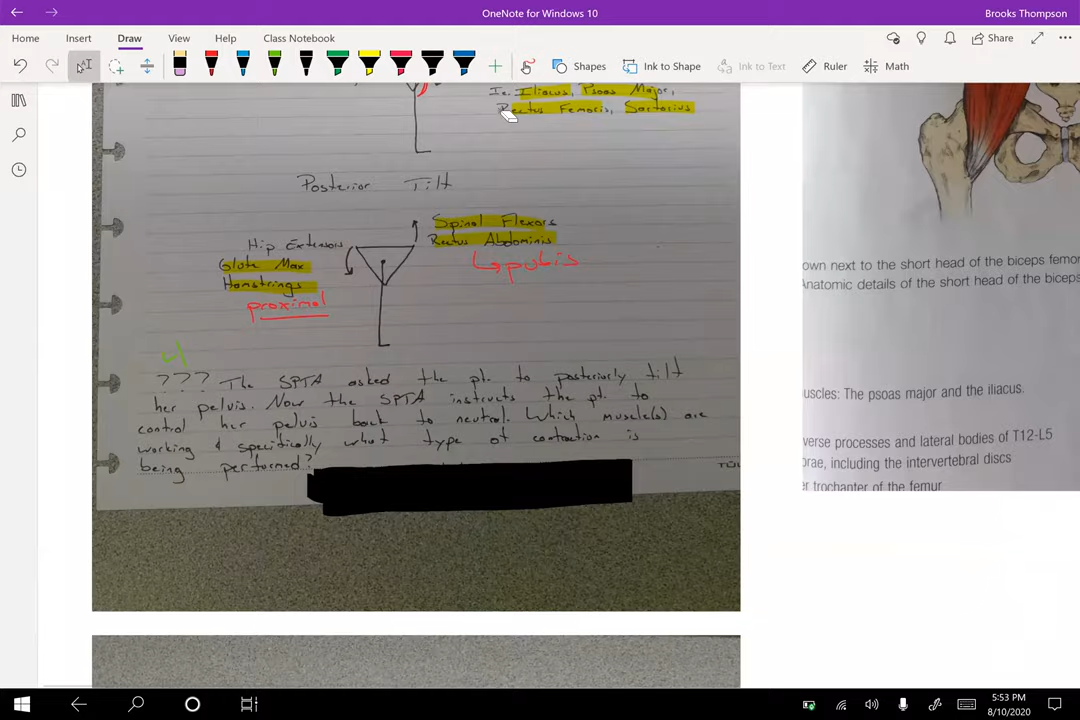 OneNote for Windows 10
Brooks Thompson
Home
Insert
Draw
View
Help
Class Notebook
Share
Shapes
Ink to Shape
Ink to Text
Ruler
Math
Ie. Iliacus, Psoas Major,
Rectus Femoris, Sartorius
Posterior Tilt
Spinal Flexors
Rectus Abdominis
pubis
Hip Extensors
Glute Max
Hamstrings
proximal
??? The SPTA asked the pt. to posteriorly tilt
her pelvis. Now the SPTA instructs the pt. to
control her pelvis back to neutral. Which muscle(s) are
working & specifically what type of contraction is
being performed?
own next to the short head of the biceps femor
Anatomic details of the short head of the biceps
uscles: The psoas major and the iliacus.
verse processes and lateral bodies of T12-L5
brae, including the intervertebral discs
er trochanter of the femur
5:53 PM
8/10/2020